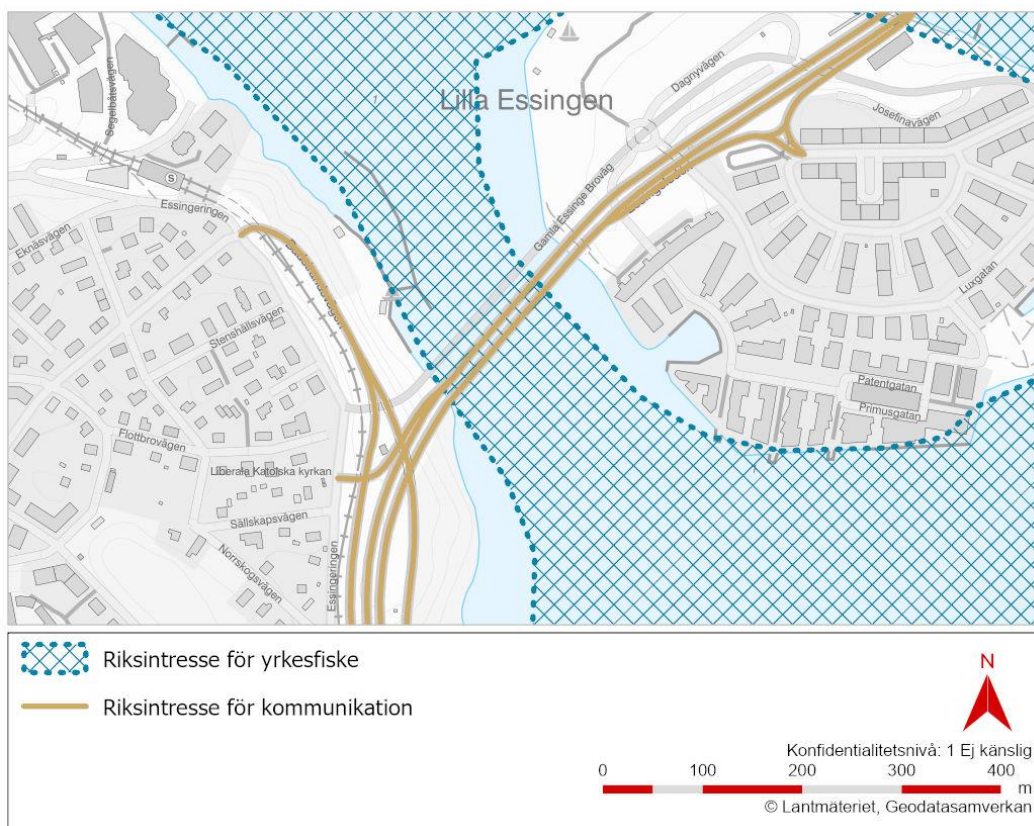 Segelbåtsvägen
Lilla Essingen
1
Dagnyvägen
Josefinavägen
S
Essingeringen
Gamla Essinge Broväg
Eknäsvägen
Stenshällsvägen
Luxgatan
Patentgatan
Primusgatan
Flottbrovägen
Liberala Katolska kyrkan
Sällskapsvägen
Norrskogsvägen
Essingeringen
Riksintresse för yrkesfiske
Riksintresse för kommunikation
N
Konfidentialitetsnivå: 1 Ej känslig
0 100 200 300 400
m
© Lantmäteriet, Geodatasamverkan